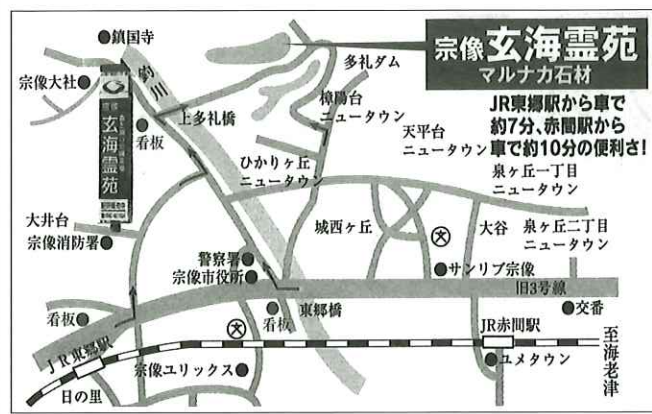 鎮国寺
宗像大社
釣川
宗像
玄海霊苑
看板
上多礼橋
多礼ダム
宗像 玄海霊苑
マルナカ石材
JR東郷駅から車で
約7分、赤間駅から
車で約10分の便利さ!
樟陽台
ニュータウン
天平台
ニュータウン
泉ヶ丘一丁目
ニュータウン
ひかりヶ丘
ニュータウン
大井台
宗像消防署
城西ヶ丘
大谷
泉ヶ丘二丁目
ニュータウン
文
警察署
宗像市役所
サンリブ宗像
旧3号線
看板
東郷橋
看板
交番
文
JR東郷駅
JR赤間駅
至海老津
日の里
宗像ユリックス
ユメタウン